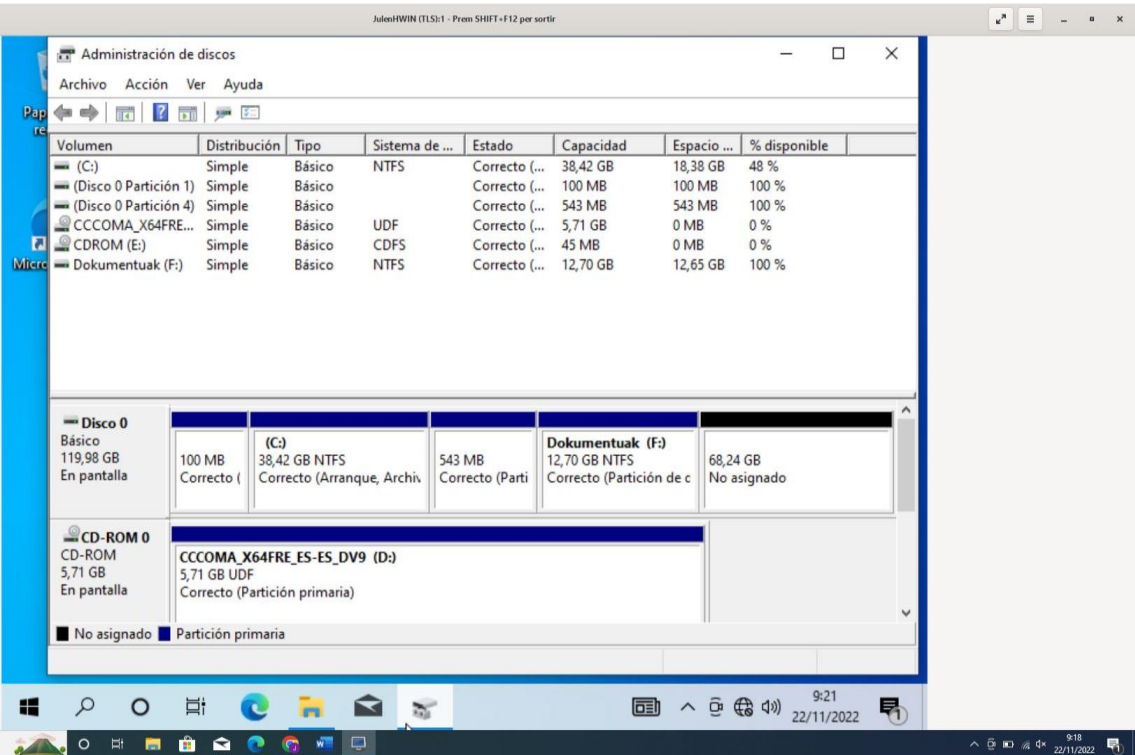 JulenHWIN (TLS):1 - Prem SHIFT+F12 per sortir
Administración de discos
Archivo Acción Ver Ayuda
Pap
re
Micro
Volumen Distribución Tipo Sistema de ... Estado Capacidad Espacio ... % disponible
(C:) Simple Básico NTFS Correcto (... 38,42 GB 18,38 GB 48 %
(Disco 0 Partición 1) Simple Básico Correcto (... 100 MB 100 MB 100 %
(Disco 0 Partición 4) Simple Básico Correcto (... 543 MB 543 MB 100 %
CCCOMA_X64FRE... Simple Básico UDF Correcto (... 5,71 GB 0 MB 0 %
CDROM (E:) Simple Básico CDFS Correcto (... 45 MB 0 MB 0 %
Dokumentuak (F:) Simple Básico NTFS Correcto (... 12,70 GB 12,65 GB 100 %
Disco 0
Básico
119,98 GB
En pantalla
100 MB
Correcto (
(C:)
38,42 GB NTFS
Correcto (Arranque, Archiv
543 MB
Correcto (Parti
Dokumentuak (F:)
12,70 GB NTFS
Correcto (Partición de d
68,24 GB
No asignado
CD-ROM 0
CD-ROM
5,71 GB
En pantalla
CCCOMA_X64FRE_ES-ES_DV9 (D:)
5,71 GB UDF
Correcto (Partición primaria)
No asignado Partición primaria
9:21
22/11/2022
1
9:18
22/11/2022